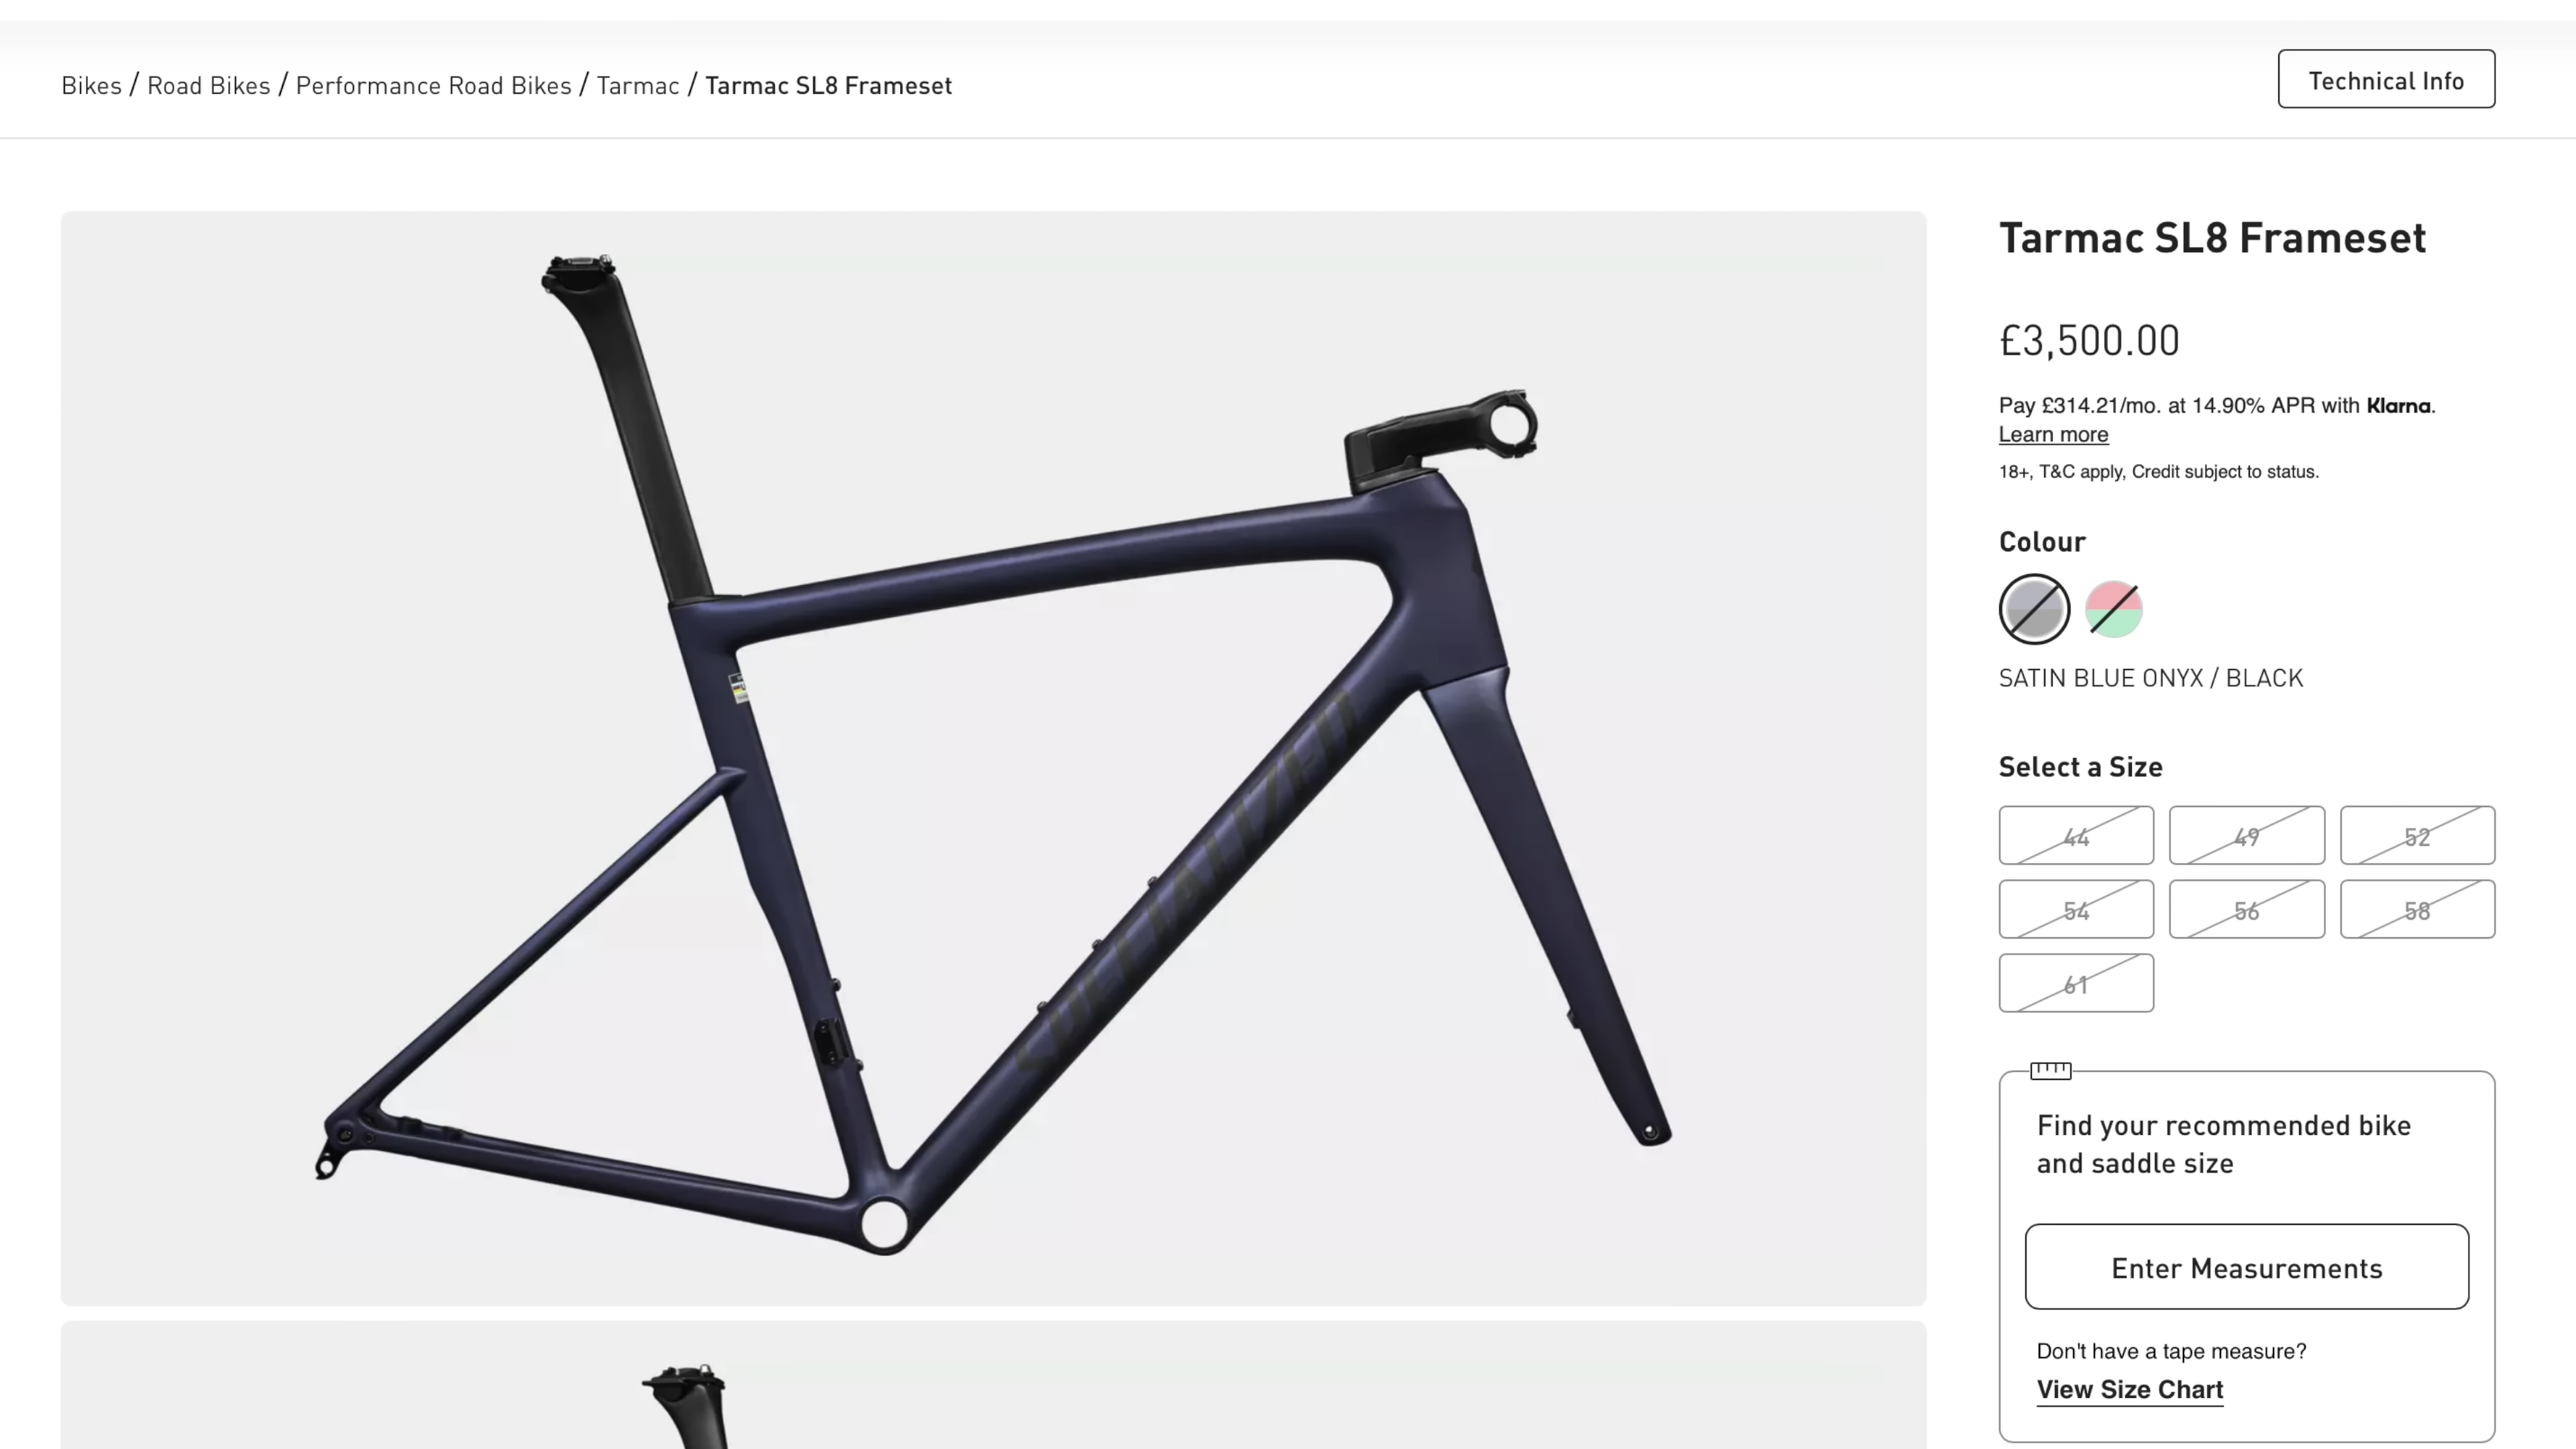 Bikes / Road Bikes / Performance Road Bikes / Tarmac / Tarmac SL8 Frameset
Technical Info
SPECIALIZED
Tarmac SL8 Frameset
£3,500.00
Pay £314.21/mo. at 14.90% APR with Klarna.
Learn more
18+, T&C apply, Credit subject to status.
Colour
SATIN BLUE ONYX / BLACK
Select a Size
44 49 52
54 56 58
61
Find your recommended bike
and saddle size
Enter Measurements
Don't have a tape measure?
View Size Chart